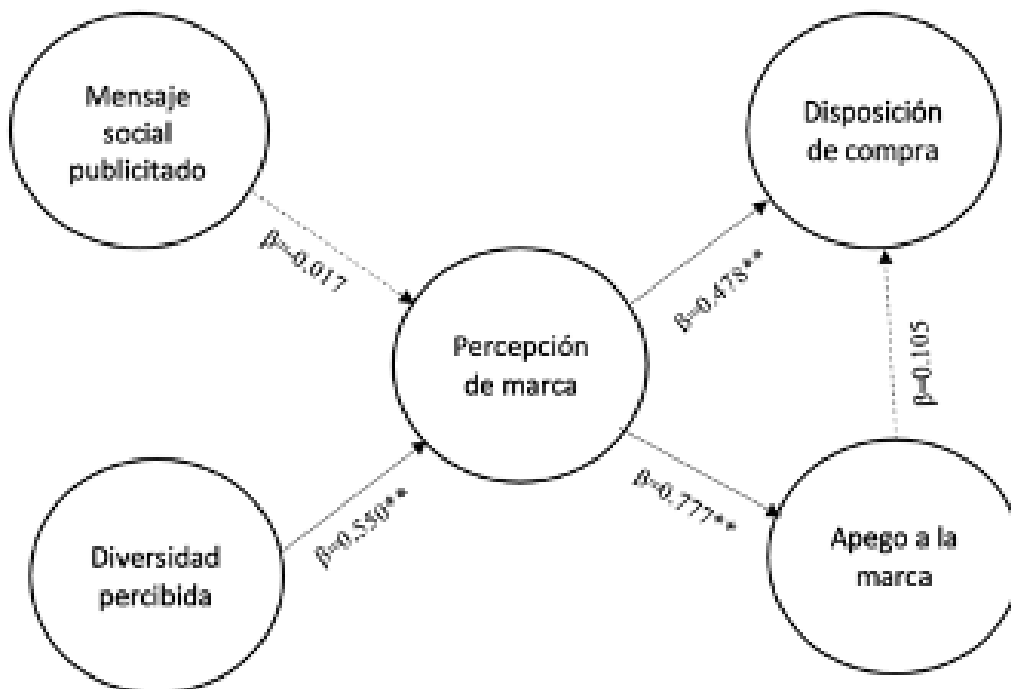 Mensaje
social
publicitado
Disposición
de compra
β=-0.017
β=0.478**
Percepción
de marca
β=0.105
β=0.550**
β=0.777**
Diversidad
percibida
Apego a la
marca